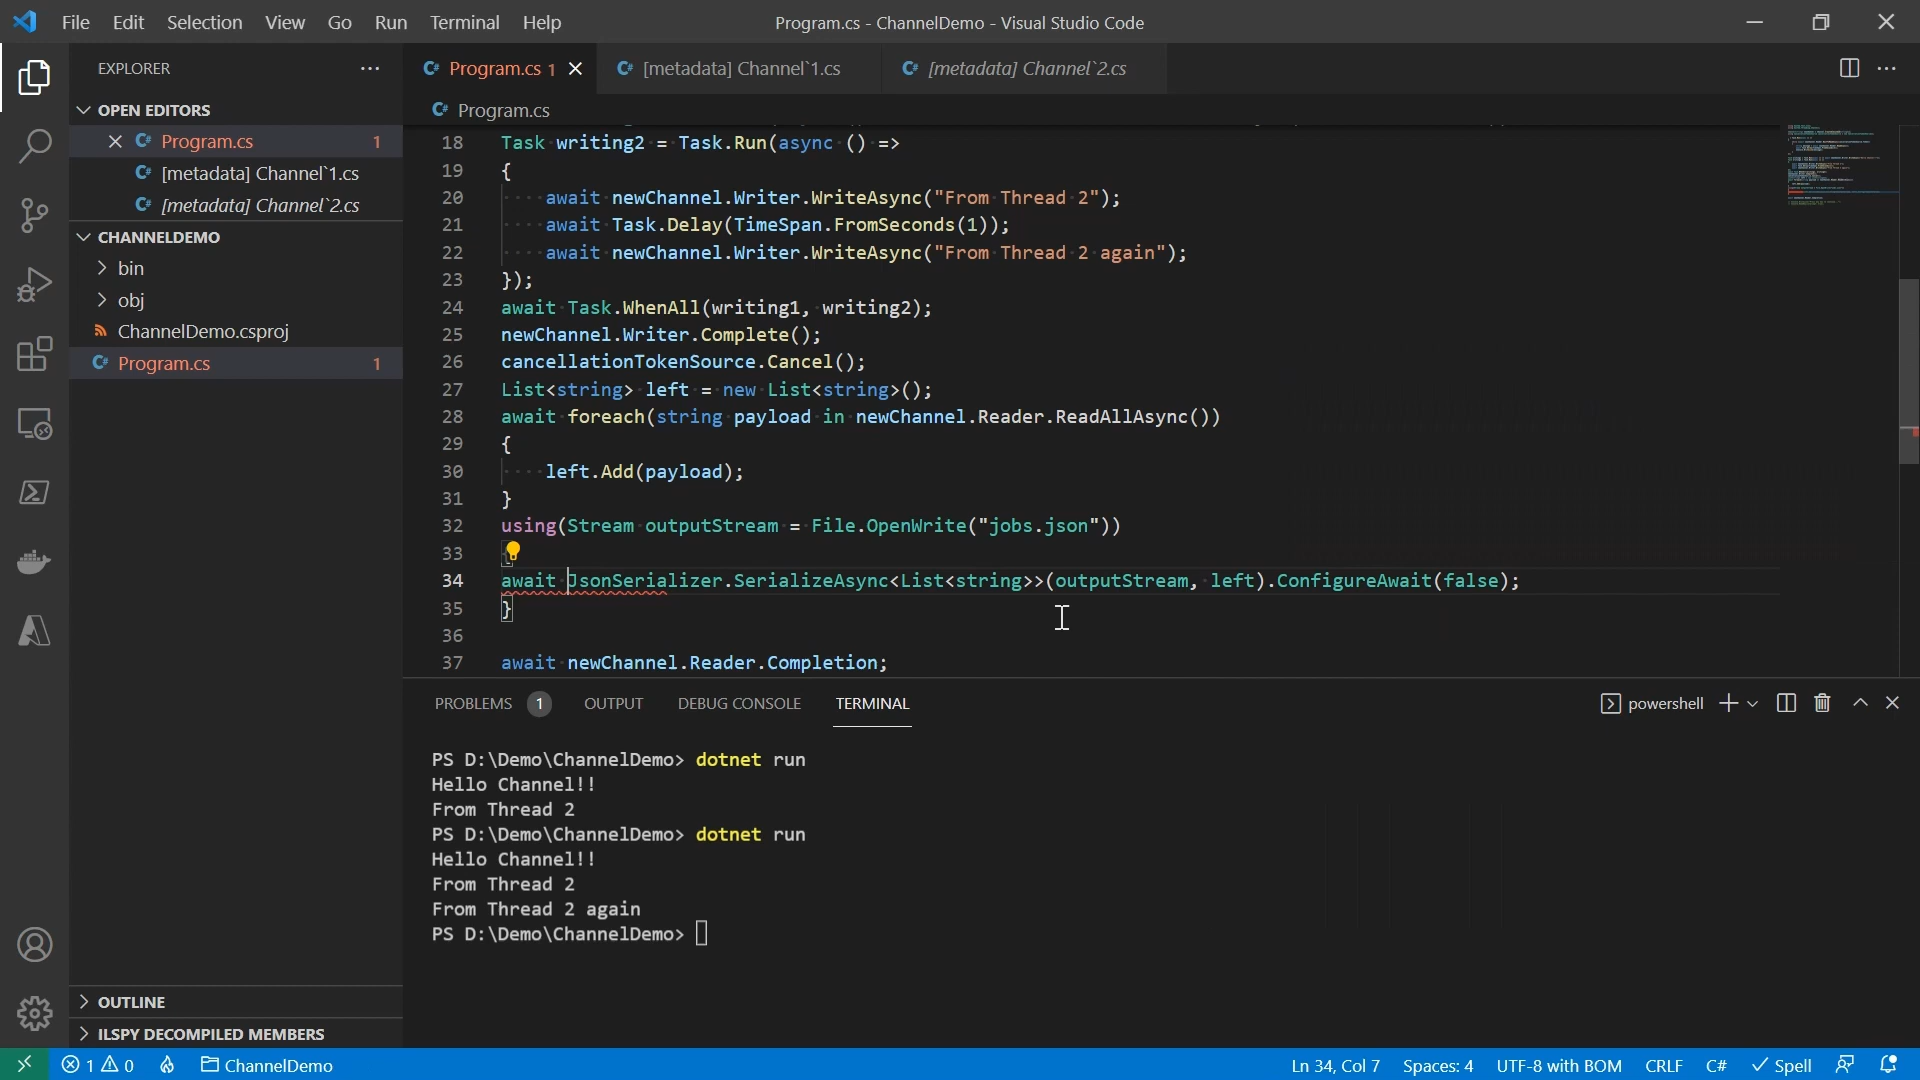 File Edit Selection View Go Run Terminal Help
Program.cs - ChannelDemo - Visual Studio Code
EXPLORER
OPEN EDITORS
Program.cs 1
[metadata] Channel`1.cs
[metadata] Channel`2.cs
CHANNELDEMO
bin
obj
ChannelDemo.csproj
Program.cs 1
OUTLINE
ILSPY DECOMPILED MEMBERS
Program.cs 1
[metadata] Channel`1.cs
[metadata] Channel`2.cs
Program.cs
18 Task writing2 = Task.Run(async () =>
19 {
20 await newChannel.Writer.WriteAsync("From Thread 2");
21 await Task.Delay(TimeSpan.FromSeconds(1));
22 await newChannel.Writer.WriteAsync("From Thread 2 again");
23 });
24 await Task.WhenAll(writing1, writing2);
25 newChannel.Writer.Complete();
26 cancellationTokenSource.Cancel();
27 List<string> left = new List<string>();
28 await foreach(string payload in newChannel.Reader.ReadAllAsync())
29 {
30 left.Add(payload);
31 }
32 using(Stream outputStream = File.OpenWrite("jobs.json"))
33
34 await JsonSerializer.SerializeAsync<List<string>>(outputStream, left).ConfigureAwait(false);
35 }
36
37 await newChannel.Reader.Completion;
PROBLEMS 1 OUTPUT DEBUG CONSOLE TERMINAL
powershell
PS D:\Demo\ChannelDemo> dotnet run
Hello Channel!!
From Thread 2
PS D:\Demo\ChannelDemo> dotnet run
Hello Channel!!
From Thread 2
From Thread 2 again
PS D:\Demo\ChannelDemo>
1 0 ChannelDemo
Ln 34, Col 7 Spaces: 4 UTF-8 with BOM CRLF C# Spell